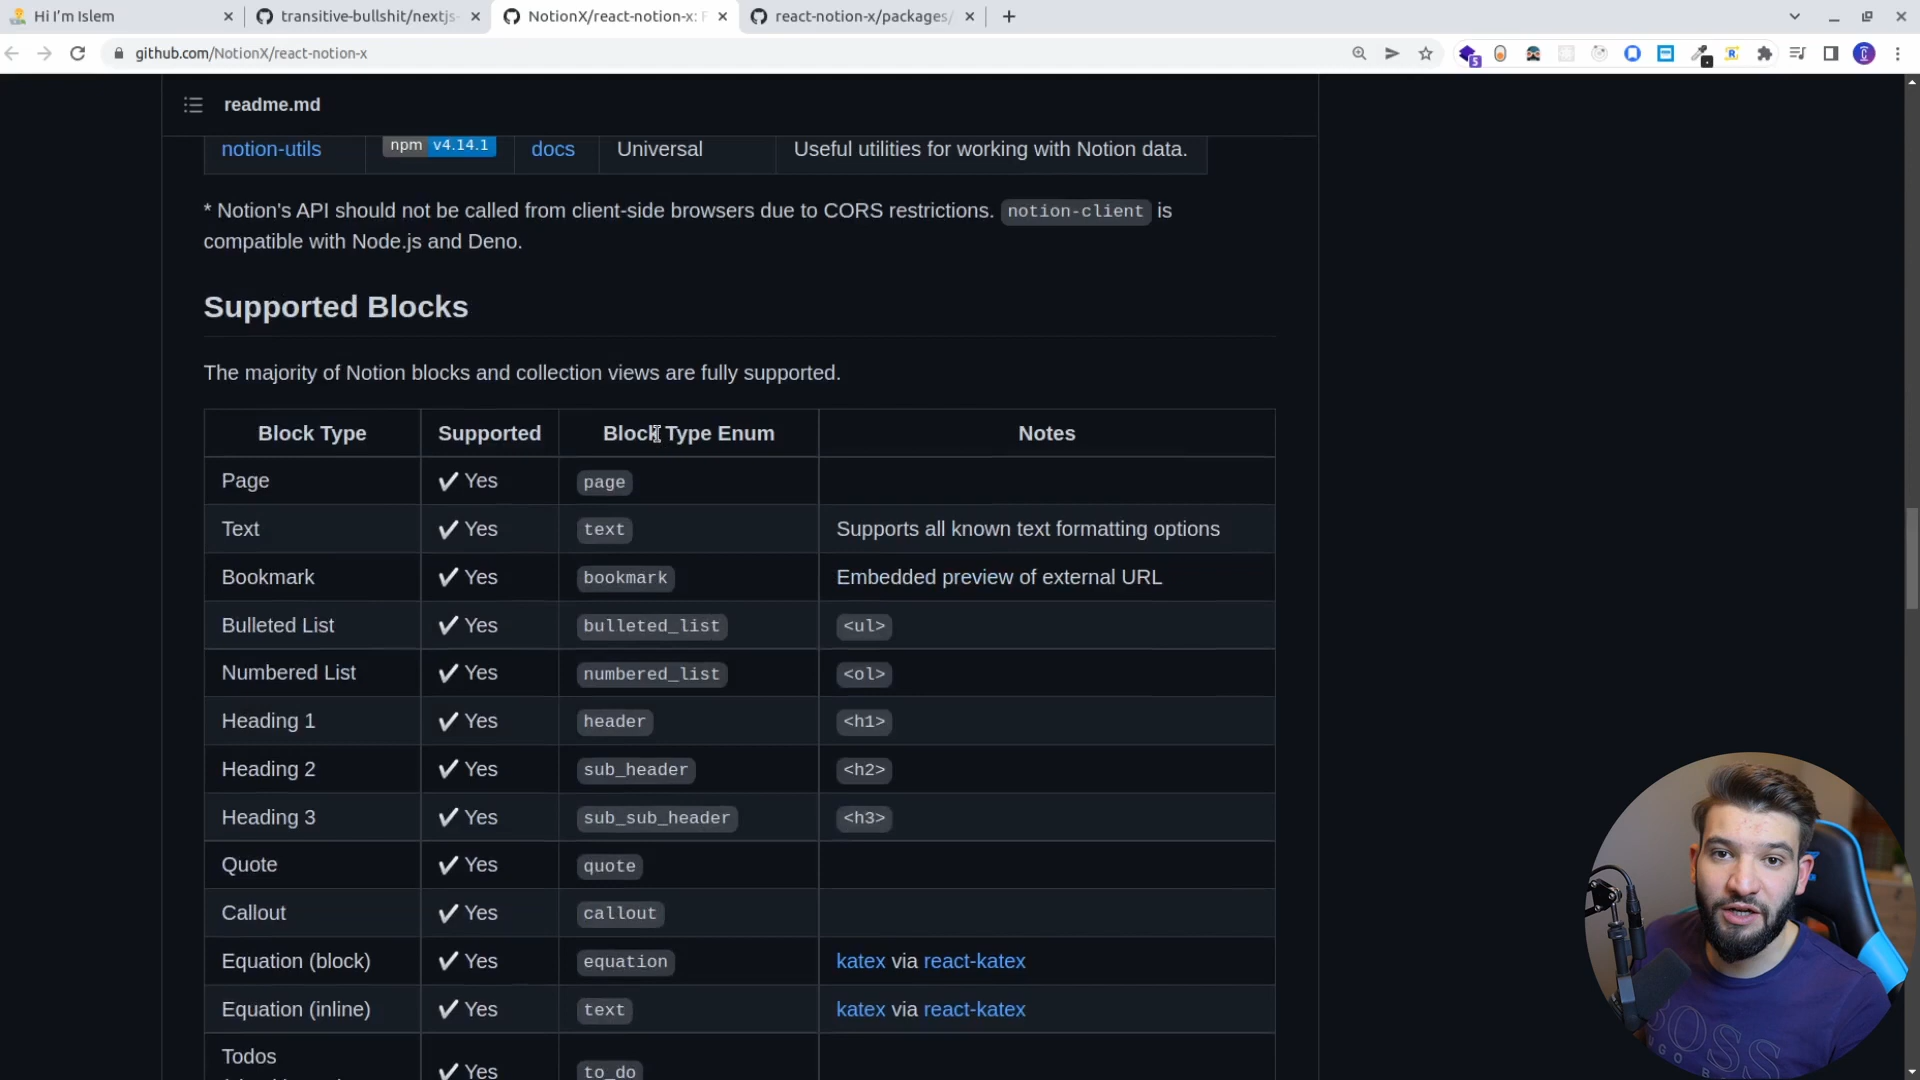 Hi I'm Islem
transitive-bullshit/nextjs-
NotionX/react-notion-x: F
react-notion-x/packages/
github.com/NotionX/react-notion-x
5
readme.md
notion-utils npm v4.14.1 docs Universal Useful utilities for working with Notion data.
* Notion's API should not be called from client-side browsers due to CORS restrictions. notion-client is
compatible with Node.js and Deno.
Supported Blocks
The majority of Notion blocks and collection views are fully supported.
Block Type Supported Block Type Enum Notes
Page ✔ Yes page
Text ✔ Yes text Supports all known text formatting options
Bookmark ✔ Yes bookmark Embedded preview of external URL
Bulleted List ✔ Yes bulleted_list <ul>
Numbered List ✔ Yes numbered_list <ol>
Heading 1 ✔ Yes header <h1>
Heading 2 ✔ Yes sub_header <h2>
Heading 3 ✔ Yes sub_sub_header <h3>
Quote ✔ Yes quote
Callout ✔ Yes callout
Equation (block) ✔ Yes equation katex via react-katex
Equation (inline) ✔ Yes text katex via react-katex
Todos ✔ Yes to_do
BOSS